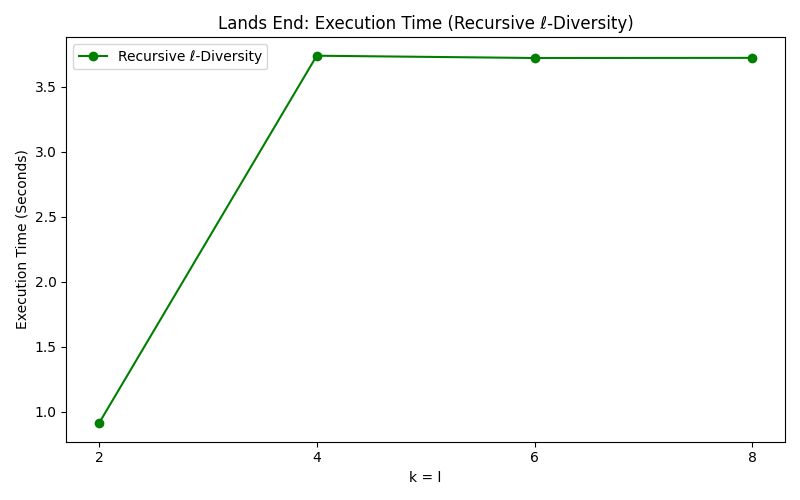 Lands End: Execution Time (Recursive ℓ-Diversity)
Recursive ℓ-Diversity
Execution Time (Seconds)
3.5
3.0
2.5
2.0
1.5
1.0
2
4
6
8
k = l